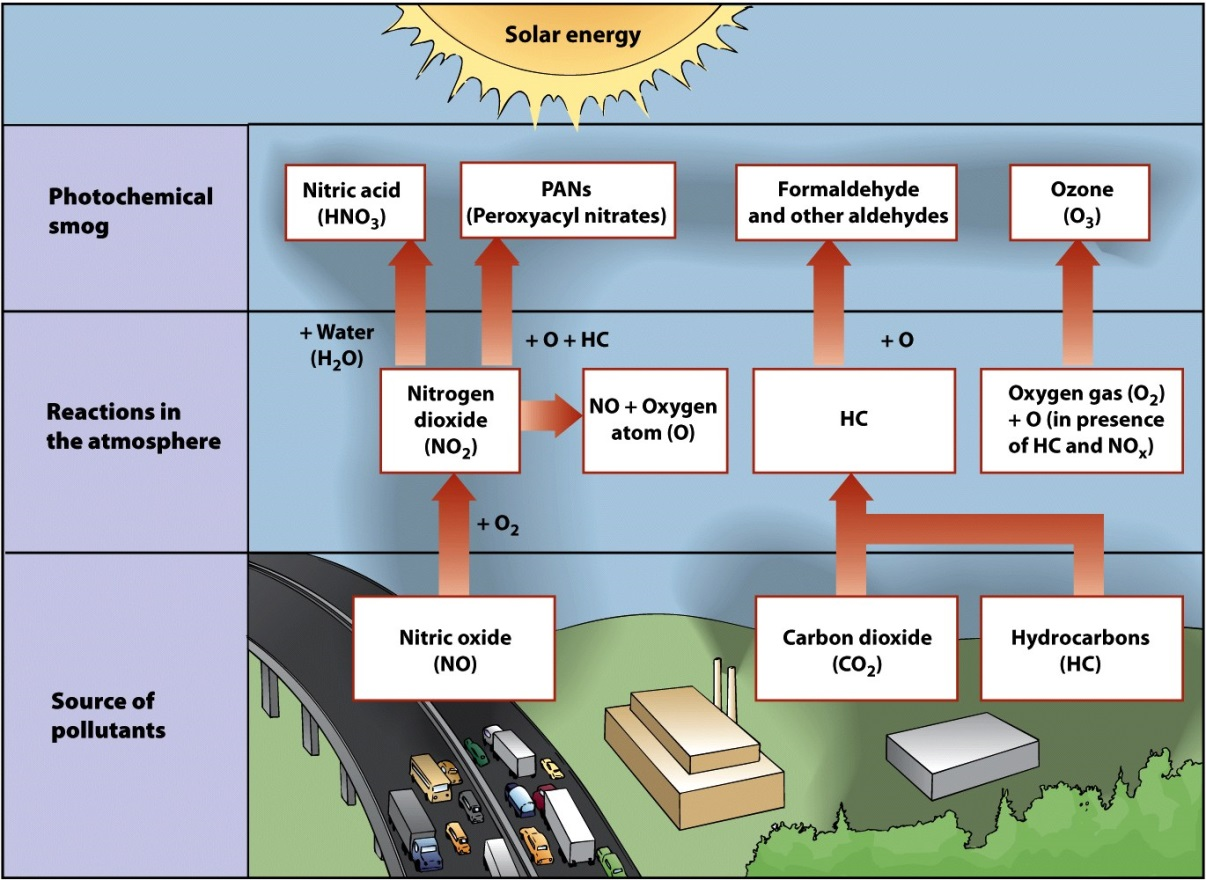 Solar energy
Photochemical
smog
Nitric acid
(HNO₃)
PANs
(Peroxyacyl nitrates)
Formaldehyde
and other aldehydes
Ozone
(O₃)
+ Water
(H₂O)
+ O + HC
+ O
Reactions in
the atmosphere
Nitrogen
dioxide
(NO₂)
NO + Oxygen
atom (O)
HC
Oxygen gas (O₂)
+ O (in presence
of HC and NOₓ)
+ O₂
Source of
pollutants
Nitric oxide
(NO)
Carbon dioxide
(CO₂)
Hydrocarbons
(HC)